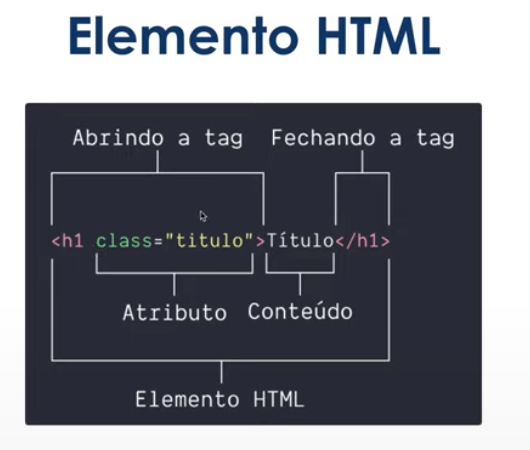 Elemento HTML
Abrindo a tag Fechando a tag
<h1 class="titulo">Título</h1>
Atributo Conteúdo
Elemento HTML